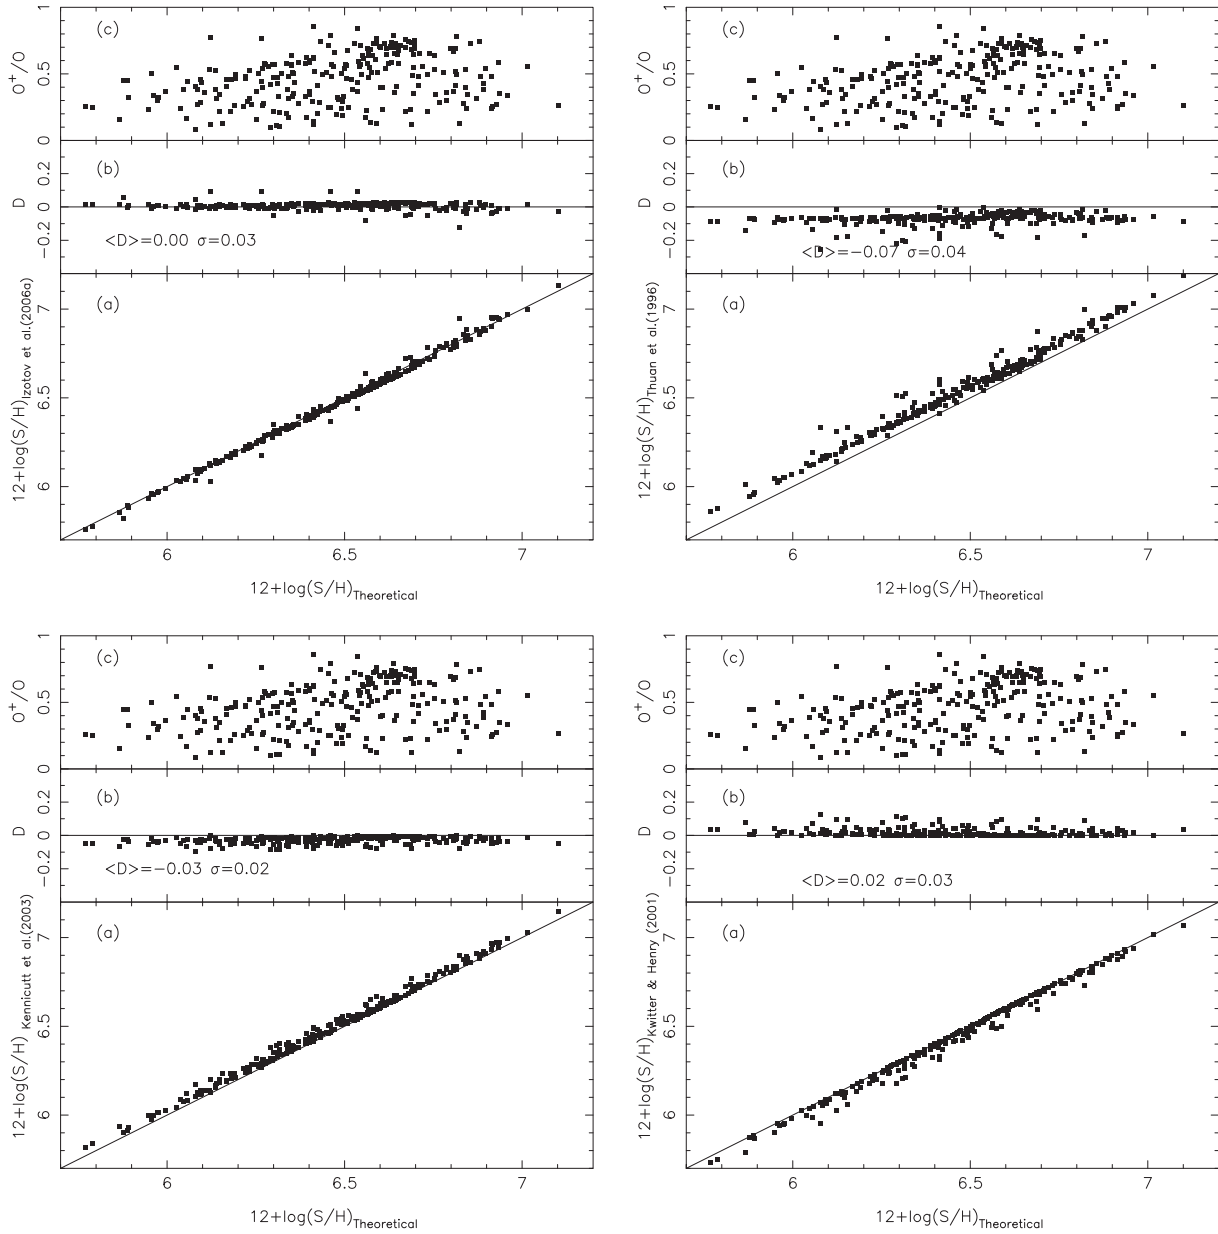 (c)
O⁺/O
1
0.5
0
(b)
D
0.2
0
−0.2
<D>=0.00 σ=0.03
(a)
12+log(S/H)Izotov et al.(2006a)
7
6.5
6
6 6.5 7
12+log(S/H)Theoretical
(c)
O⁺/O
1
0.5
0
(b)
D
0.2
0
−0.2
<D>=−0.07 σ=0.04
(a)
12+log(S/H)Thuan et al.(1996)
7
6.5
6
6 6.5 7
12+log(S/H)Theoretical
(c)
O⁺/O
1
0.5
0
(b)
D
0.2
0
−0.2
<D>=−0.03 σ=0.02
(a)
12+log(S/H) Kennicutt et al.(2003)
7
6.5
6
6 6.5 7
12+log(S/H)Theoretical
(c)
O⁺/O
1
0.5
0
(b)
D
0.2
0
−0.2
<D>=0.02 σ=0.03
(a)
12+log(S/H)Kwitter & Henry (2001)
7
6.5
6
6 6.5 7
12+log(S/H)Theoretical